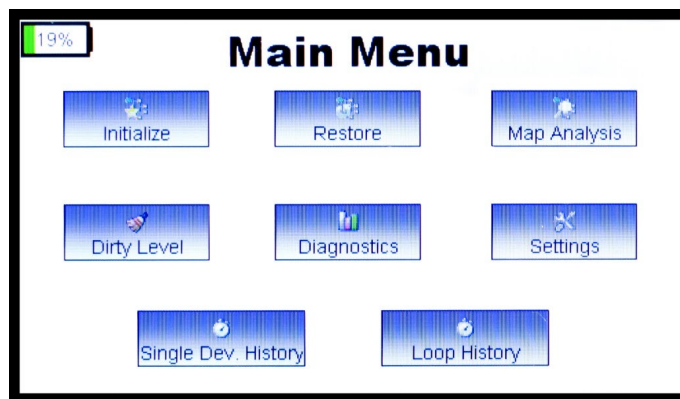 19%
Main Menu
Initialize
Restore
Map Analysis
Dirty Level
Diagnostics
Settings
Single Dev. History
Loop History